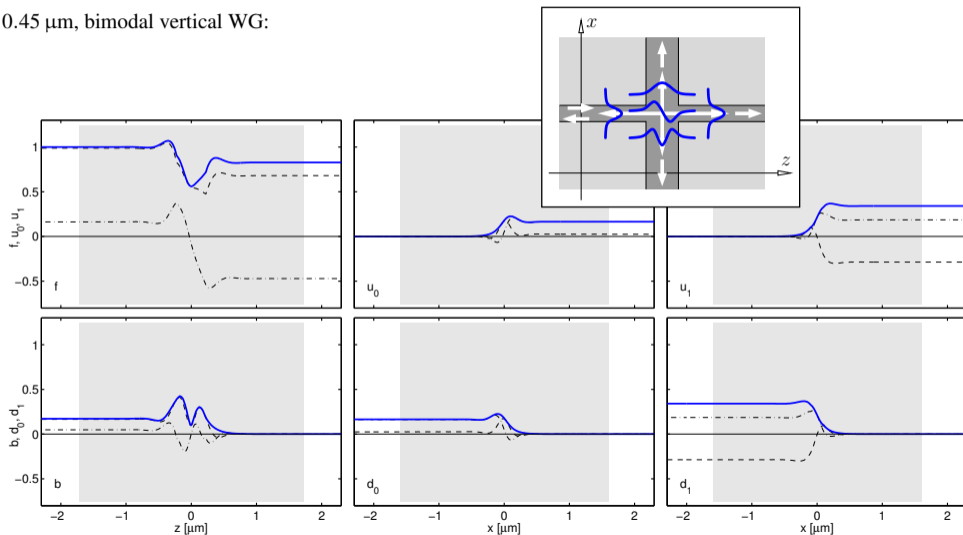 0.45 μm, bimodal vertical WG:
x
z
1
0.5
0
−0.5
f, u0, u1
f
u0
u1
1
0.5
0
−0.5
b, d0, d1
b
d0
d1
−2 −1 0 1 2
−2 −1 0 1 2
−2 −1 0 1 2
z [μm]
x [μm]
x [μm]